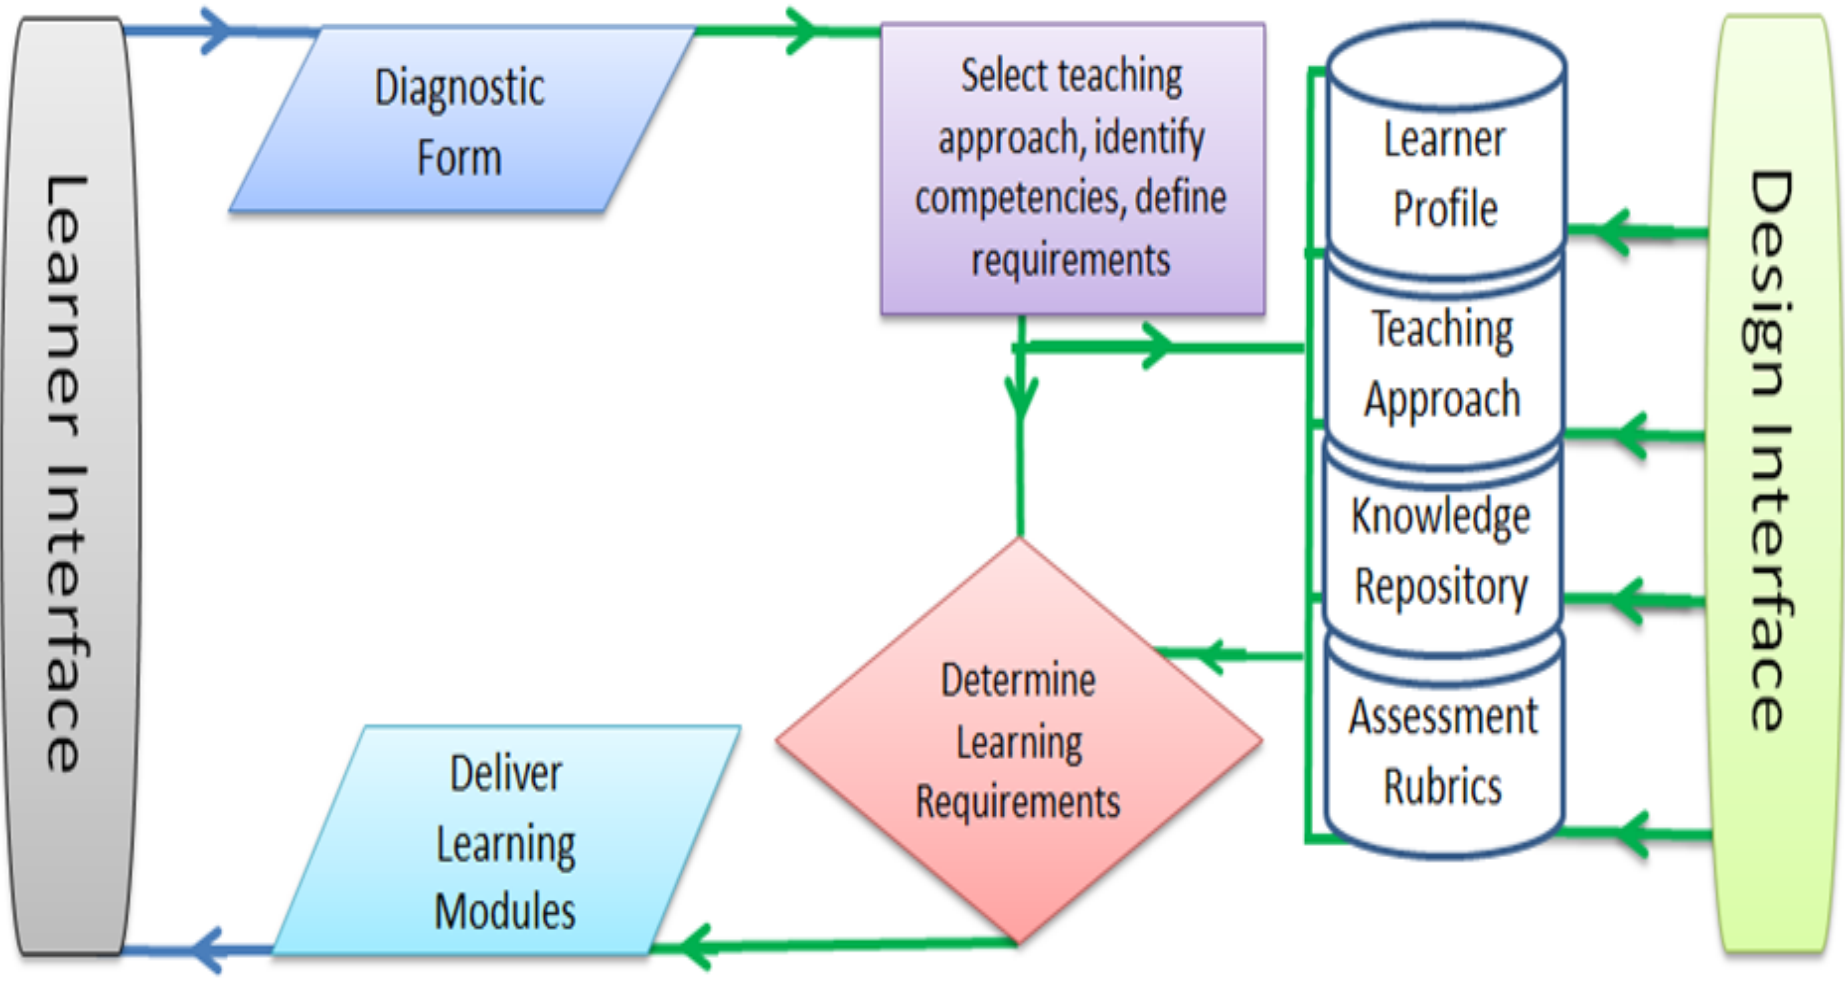 Learner Interface
Diagnostic
Form
Select teaching
approach, identify
competencies, define
requirements
Learner
Profile
Teaching
Approach
Knowledge
Repository
Assessment
Rubrics
Design Interface
Determine
Learning
Requirements
Deliver
Learning
Modules